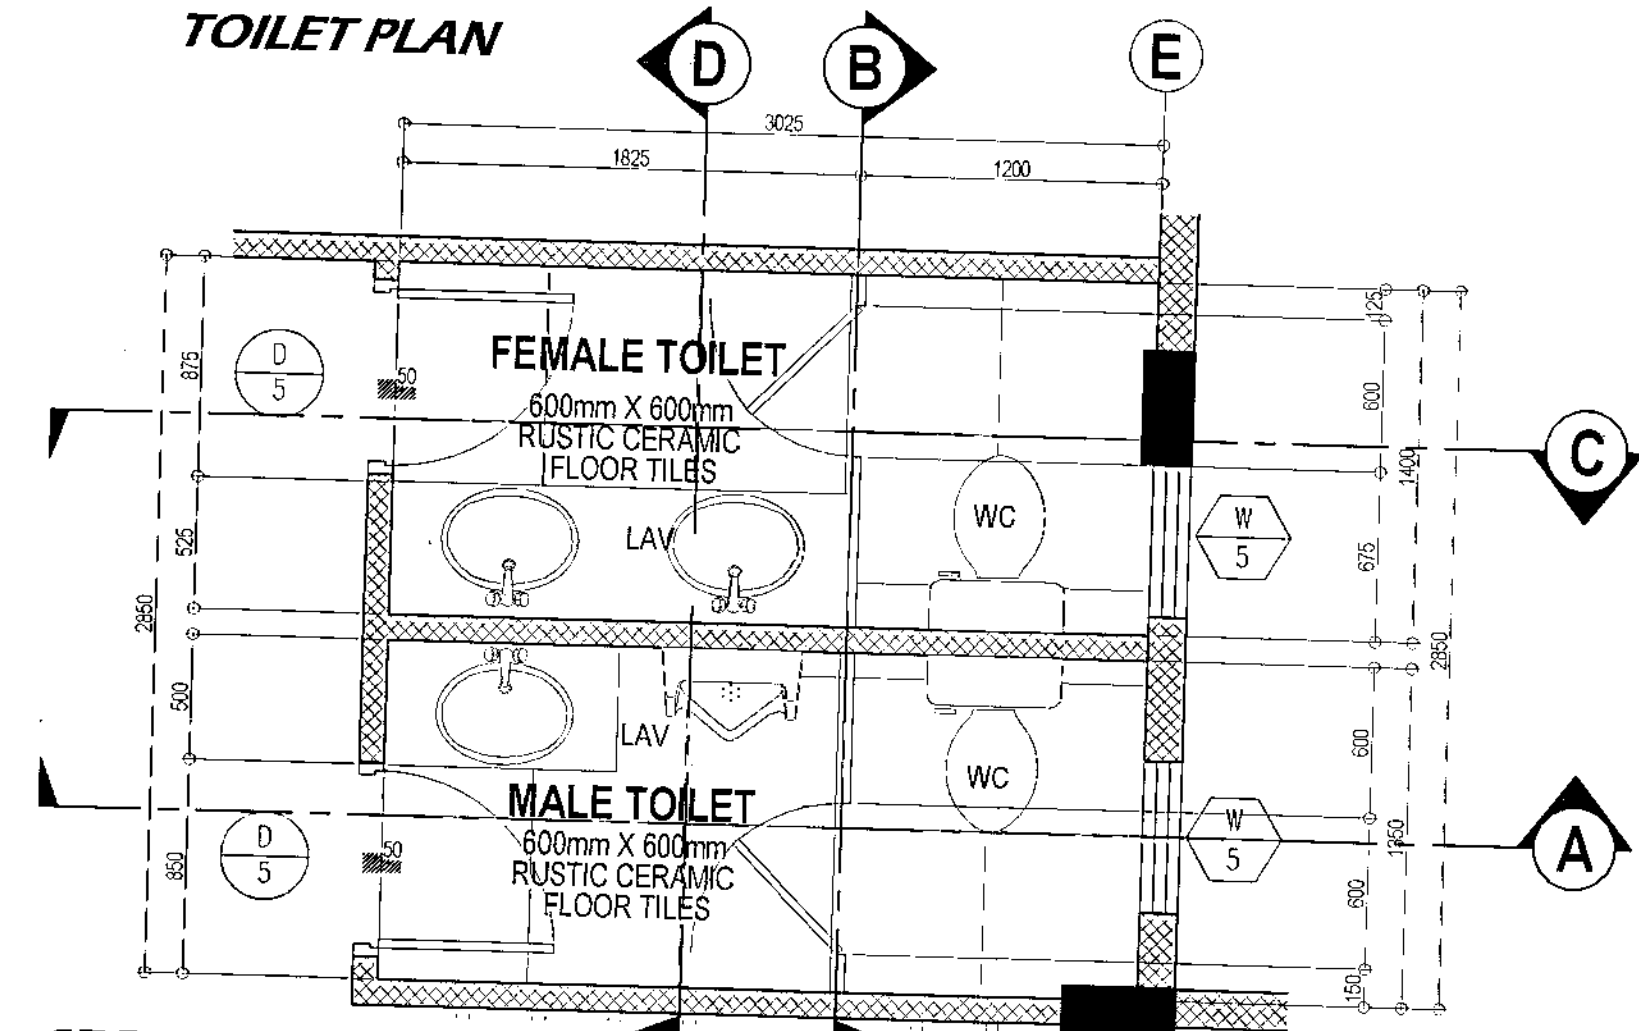 TOILET PLAN
D
B
E
3025
1825
1200
125
D
5
875
50
FEMALE TOILET
600mm X 600mm
RUSTIC CERAMIC
FLOOR TILES
600
C
1400
525
LAV
WC
W
5
675
2850
2850
500
LAV
WC
600
D
5
850
50
MALE TOILET
600mm X 600mm
RUSTIC CERAMIC
FLOOR TILES
W
5
1350
A
600
150